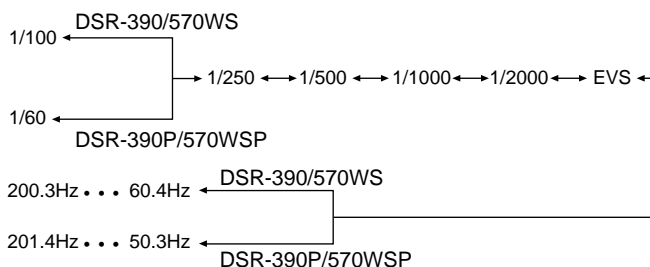 DSR-390/570WS
1/100
1/250 1/500 1/1000 1/2000 EVS
1/60
DSR-390P/570WSP
DSR-390/570WS
200.3Hz • • • 60.4Hz
201.4Hz • • • 50.3Hz
DSR-390P/570WSP